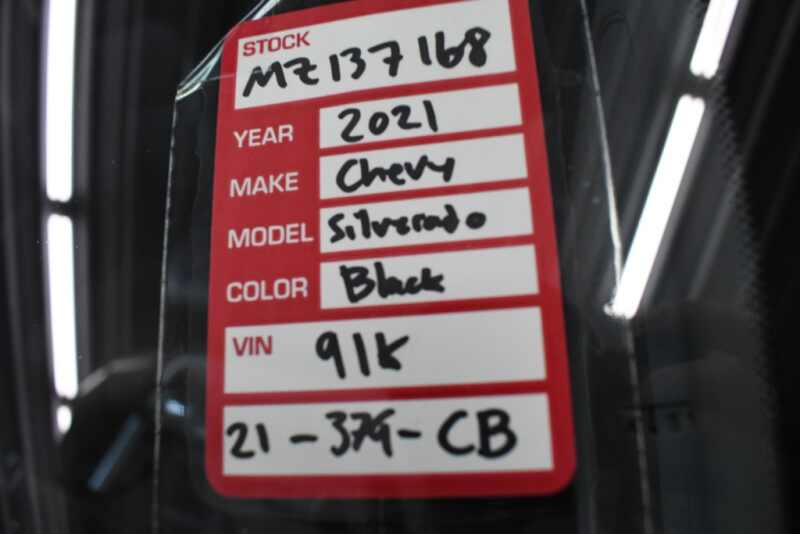 STOCK
MZ137168
YEAR 2021
MAKE Chevy
MODEL Silverado
COLOR Black
VIN 91K
21-379-CB